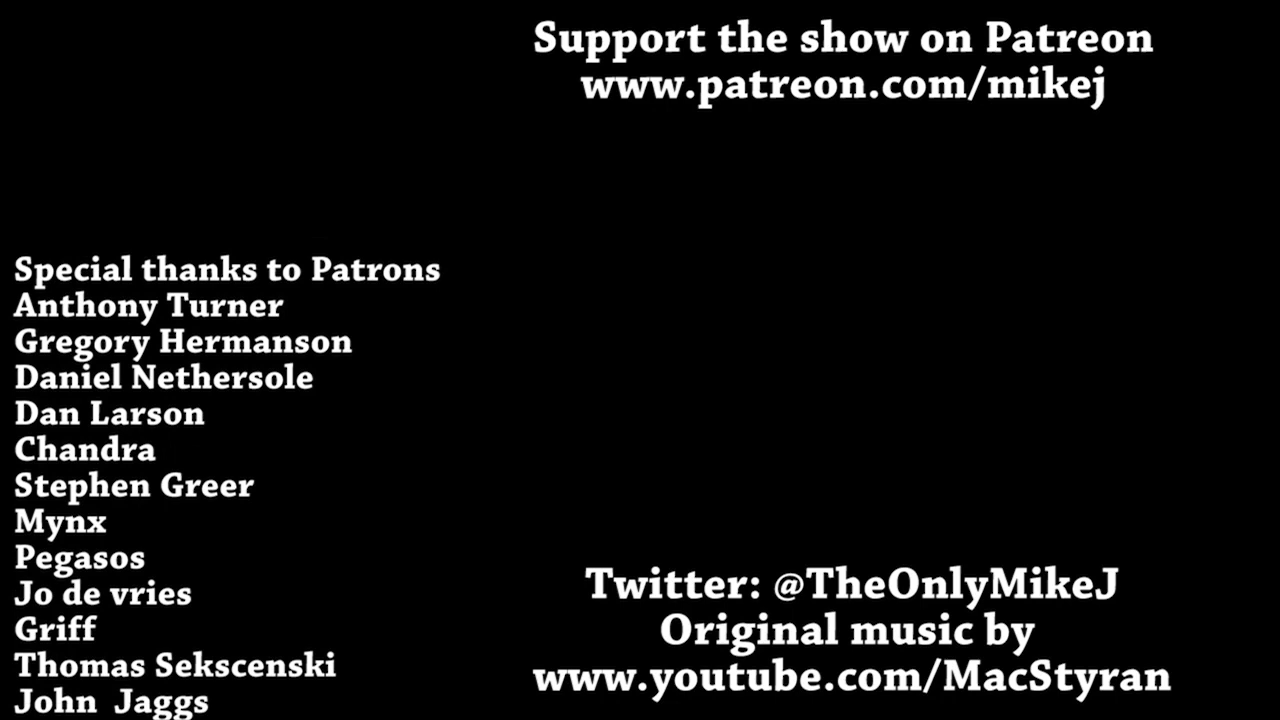 Support the show on Patreon
www.patreon.com/mikej
Special thanks to Patrons
Anthony Turner
Gregory Hermanson
Daniel Nethersole
Dan Larson
Chandra
Stephen Greer
Mynx
Pegasos
Jo de vries
Griff
Thomas Sekscenski
John  Jaggs
Twitter: @TheOnlyMikeJ
Original music by
www.youtube.com/MacStyran